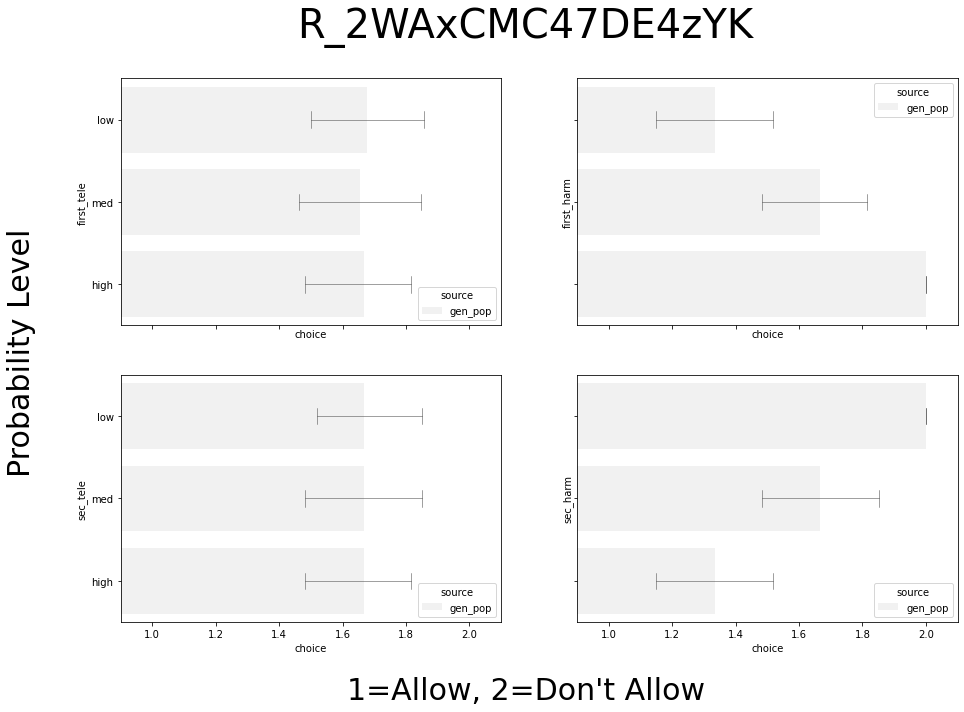 R_2WAxCMC47DE4zYK
low
med
high
first_tele
source
gen_pop
choice
first_harm
source
gen_pop
choice
Probability Level
low
med
high
sec_tele
source
gen_pop
1.0 1.2 1.4 1.6 1.8 2.0
choice
sec_harm
source
gen_pop
1.0 1.2 1.4 1.6 1.8 2.0
choice
1=Allow, 2=Don't Allow